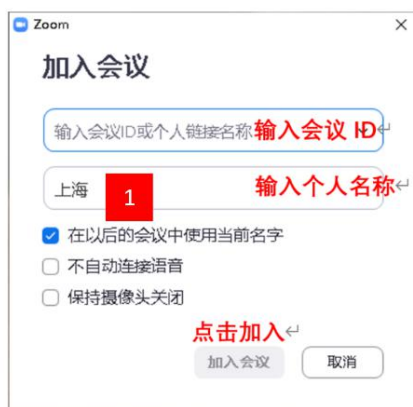 Zoom
加入会议
输入会议ID或个人链接名称 输入会议 ID
上海 1 输入个人名称
在以后的会议中使用当前名字
不自动连接语音
保持摄像头关闭
点击加入
加入会议 取消